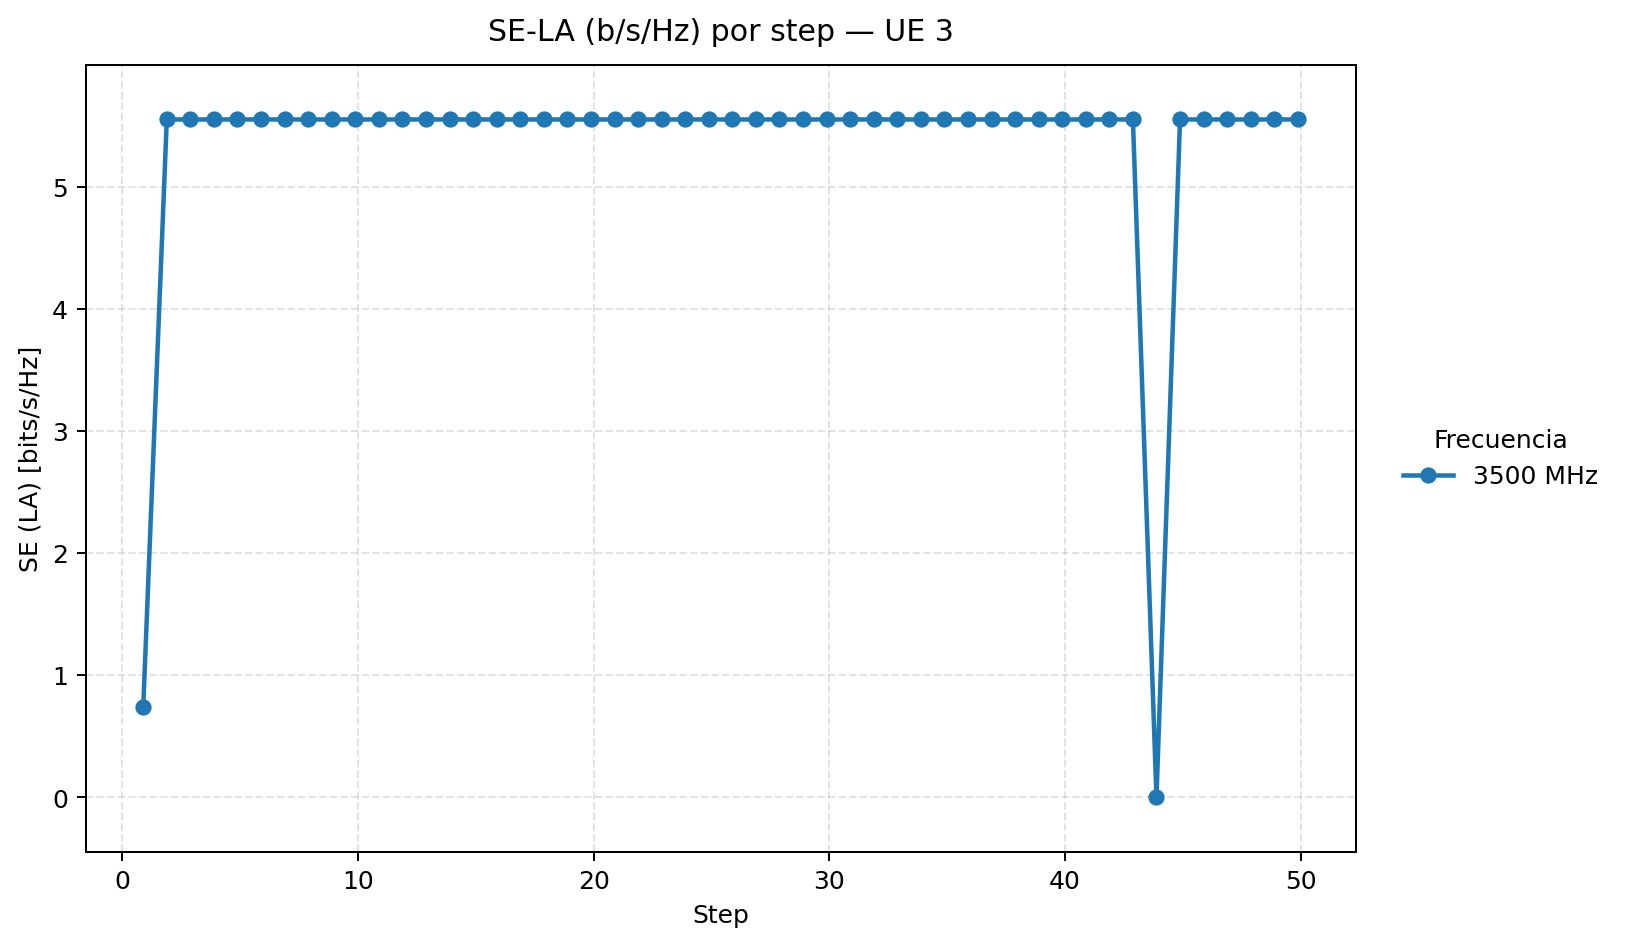 SE-LA (b/s/Hz) por step — UE 3
SE (LA) [bits/s/Hz]
5
4
3
2
1
0
0 10 20 30 40 50
Step
Frecuencia
3500 MHz